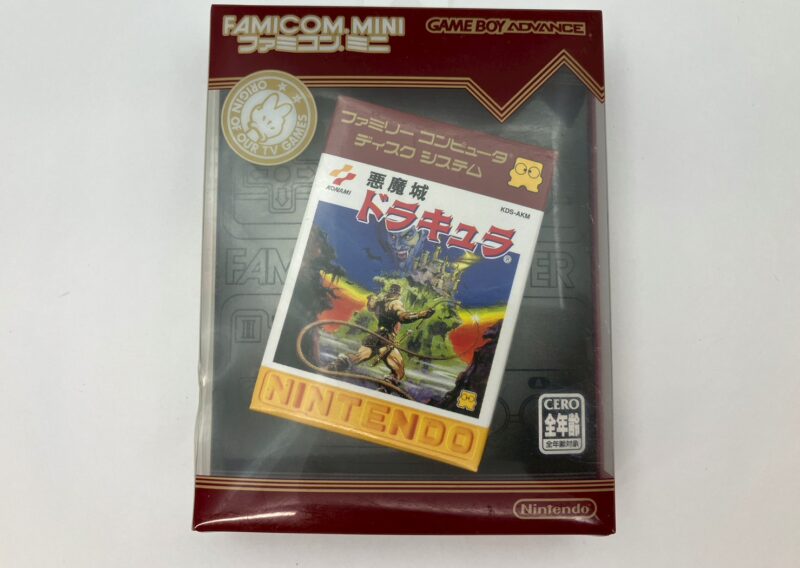 FAMICOM MINI
ファミコン ミニ
GAME BOY ADVANCE
ORIGIN of OUR TV GAMES
ファミリー コンピュータ
ディスク システム
KONAMI
悪魔城
ドラキュラ
®
KDS-AKM
NINTENDO
FAMI
ER
II
A
CERO
全年齢
全年齢対象
Nintendo